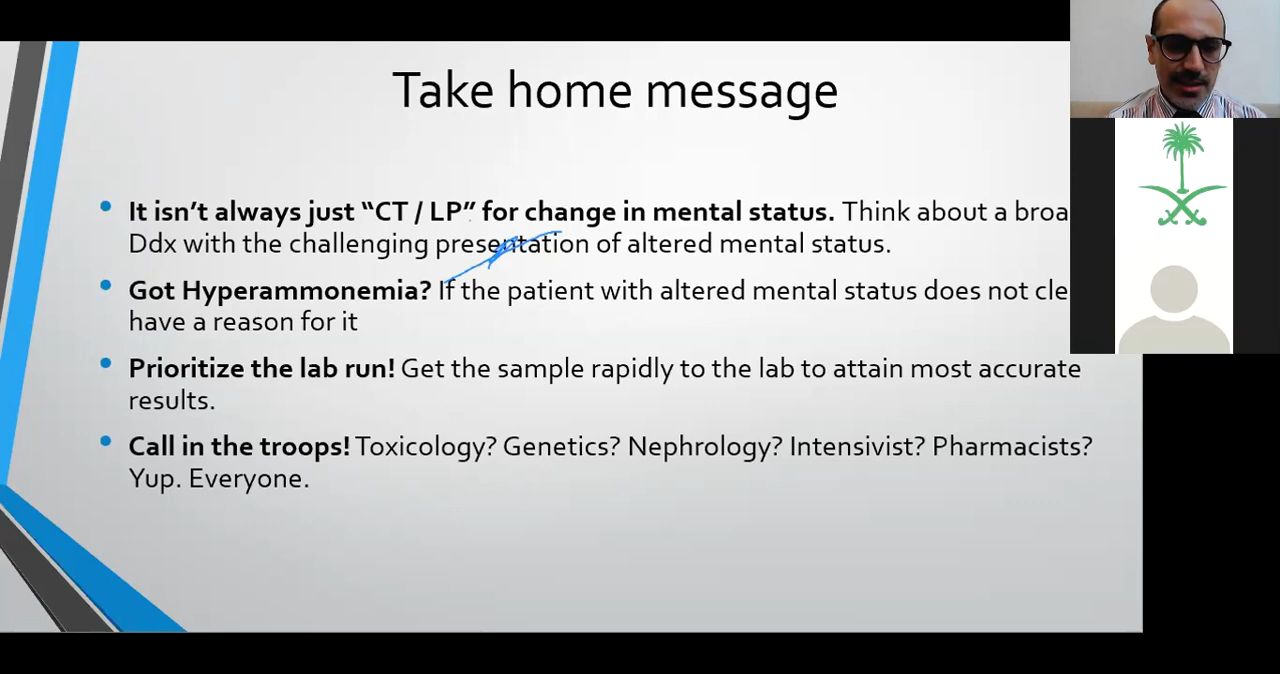 Take home message
It isn’t always just “CT / LP” for change in mental status. Think about a
Ddx with the challenging presentation of altered mental status.
Got Hyperammonemia? If the patient with altered mental status does not
have a reason for it
Prioritize the lab run! Get the sample rapidly to the lab to attain most accurate
results.
Call in the troops! Toxicology? Genetics? Nephrology? Intensivist? Pharmacists?
Yup. Everyone.